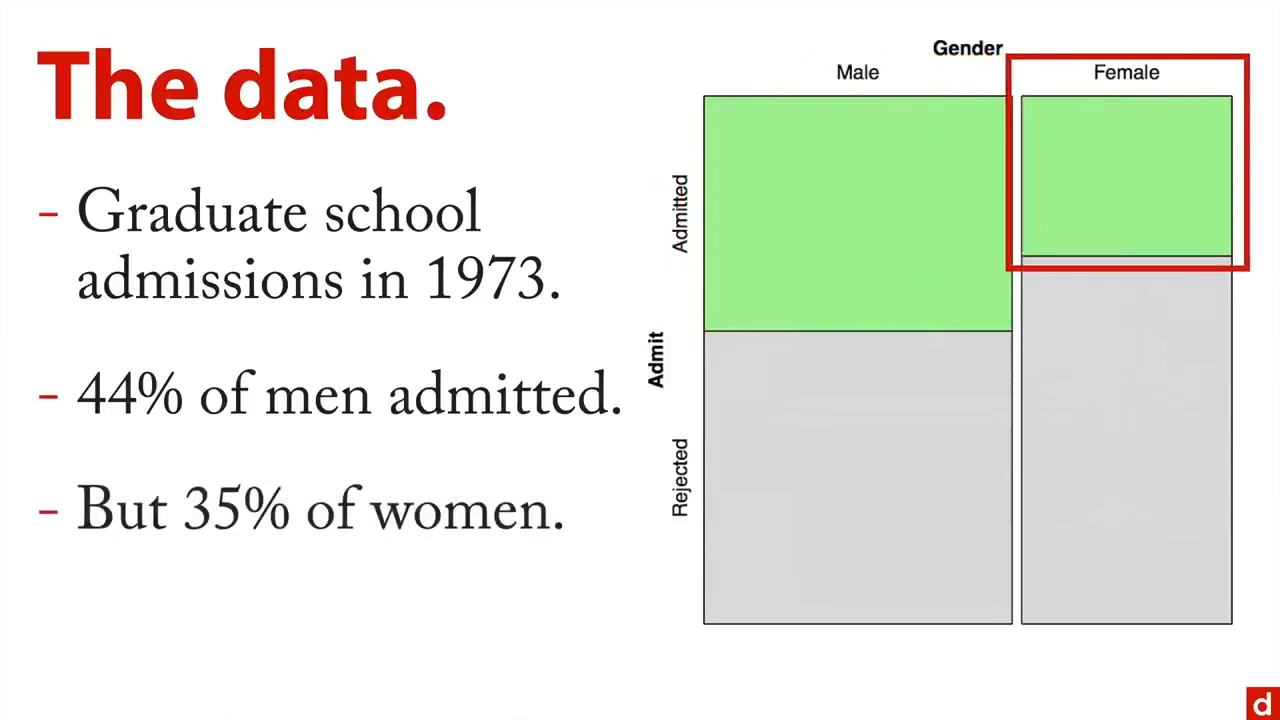 The data.
- Graduate school
admissions in 1973.
- 44% of men admitted.
- But 35% of women.
Gender
Male
Female
Admit
Admitted
Rejected
d